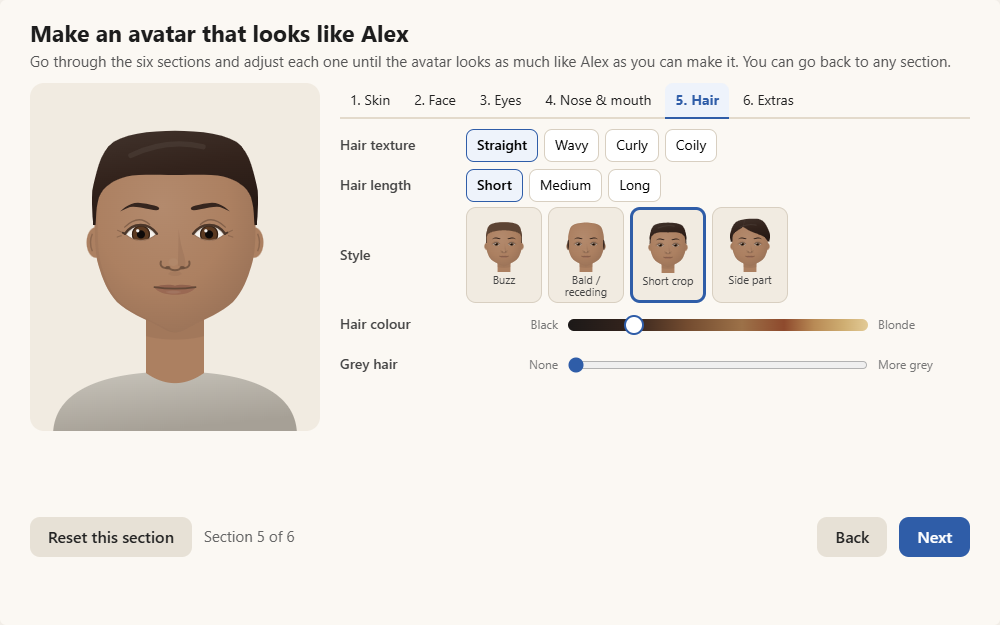 Make an avatar that looks like Alex
Go through the six sections and adjust each one until the avatar looks as much like Alex as you can make it. You can go back to any section.
1. Skin
2. Face
3. Eyes
4. Nose & mouth
5. Hair
6. Extras
Hair texture
Straight
Wavy
Curly
Coily
Hair length
Short
Medium
Long
Style
Buzz
Bald /
receding
Short crop
Side part
Hair colour
Black
Blonde
Grey hair
None
More grey
Reset this section
Section 5 of 6
Back
Next